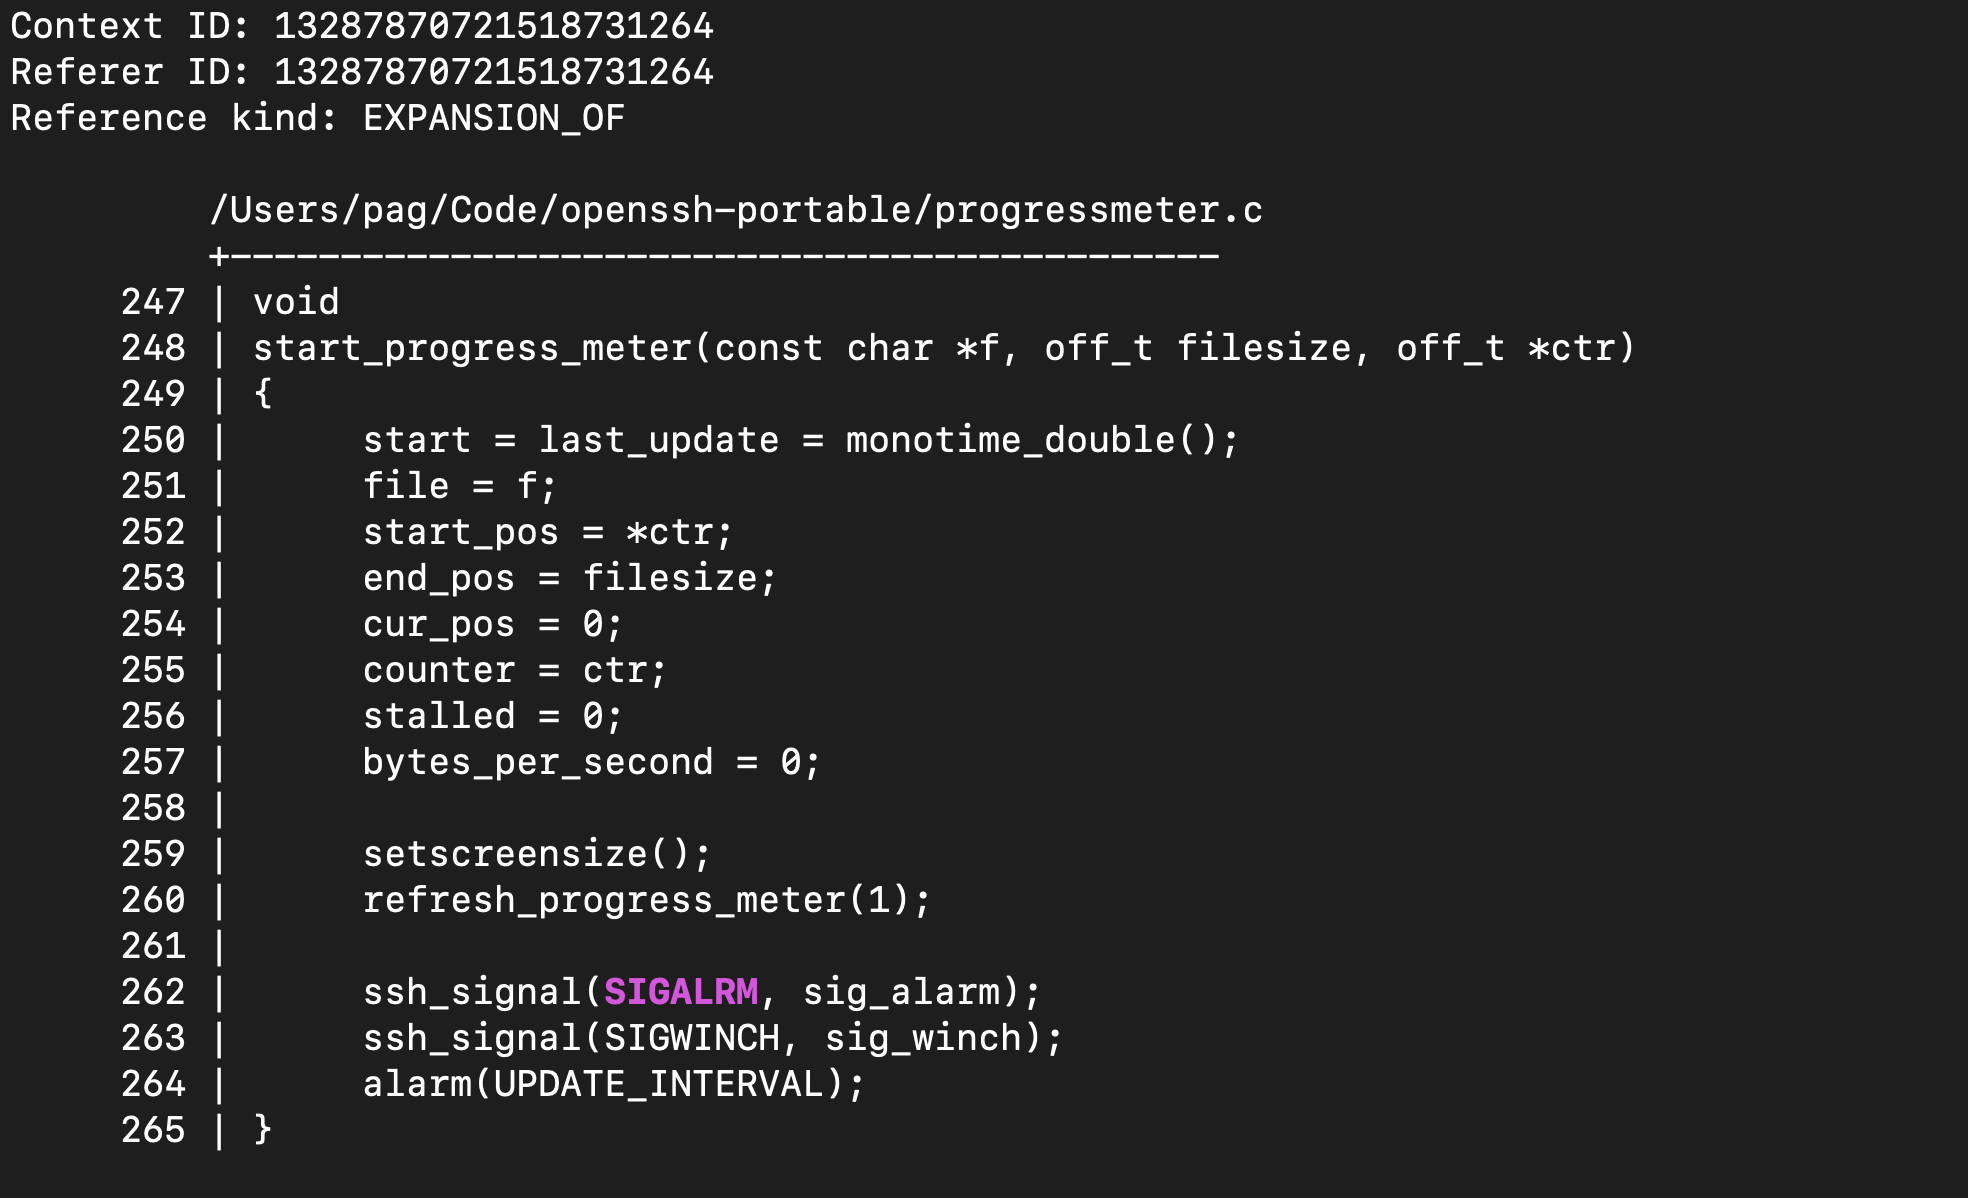 Context ID: 13287870721518731264
Referer ID: 13287870721518731264
Reference kind: EXPANSION_OF
/Users/pag/Code/openssh-portable/progressmeter.c
+---------------------------------------------
247 | void
248 | start_progress_meter(const char *f, off_t filesize, off_t *ctr)
249 | {
250 |      start = last_update = monotime_double();
251 |      file = f;
252 |      start_pos = *ctr;
253 |      end_pos = filesize;
254 |      cur_pos = 0;
255 |      counter = ctr;
256 |      stalled = 0;
257 |      bytes_per_second = 0;
258 |
259 |      setscreensize();
260 |      refresh_progress_meter(1);
261 |
262 |      ssh_signal(SIGALRM, sig_alarm);
263 |      ssh_signal(SIGWINCH, sig_winch);
264 |      alarm(UPDATE_INTERVAL);
265 | }